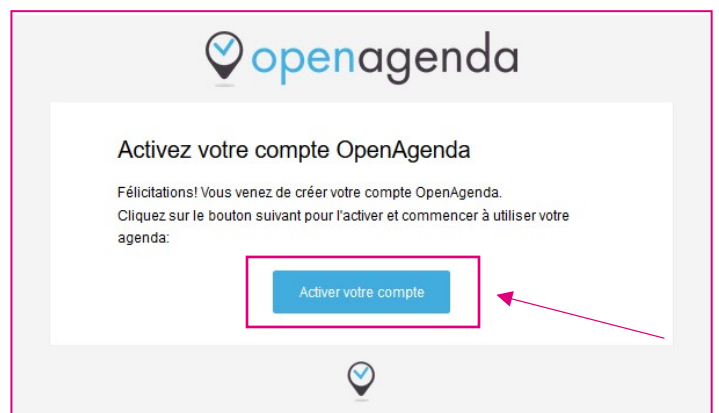 openagenda
Activez votre compte OpenAgenda
Félicitations! Vous venez de créer votre compte OpenAgenda.
Cliquez sur le bouton suivant pour l'activer et commencer à utiliser votre
agenda:
Activer votre compte